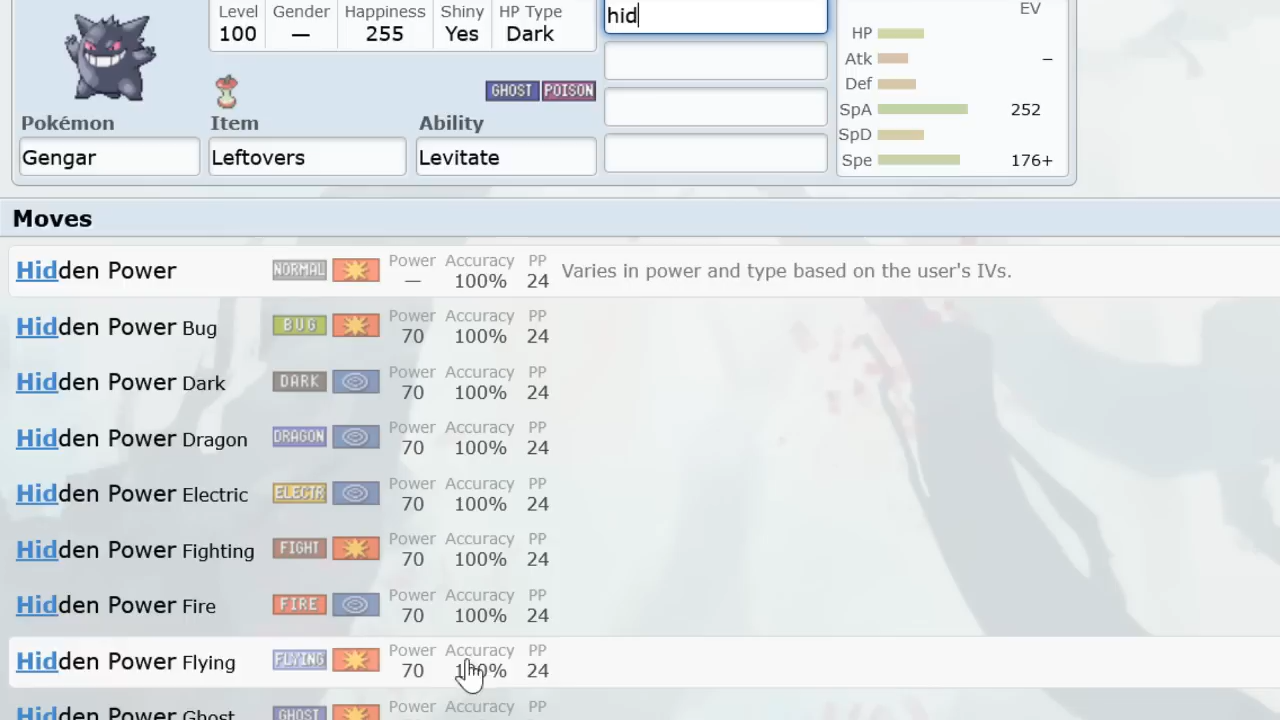 Level Gender Happiness Shiny HP Type
100 — 255 Yes Dark
hid
EV
HP
Atk –
Def
SpA 252
SpD
Spe 176+
GHOST POISON
Pokémon Item Ability
Gengar Leftovers Levitate
Moves
Hidden Power NORMAL Power — Accuracy 100% PP 24 Varies in power and type based on the user's IVs.
Hidden Power Bug BUG Power 70 Accuracy 100% PP 24
Hidden Power Dark DARK Power 70 Accuracy 100% PP 24
Hidden Power Dragon DRAGON Power 70 Accuracy 100% PP 24
Hidden Power Electric ELECTR Power 70 Accuracy 100% PP 24
Hidden Power Fighting FIGHT Power 70 Accuracy 100% PP 24
Hidden Power Fire FIRE Power 70 Accuracy 100% PP 24
Hidden Power Flying FLYING Power 70 Accuracy 100% PP 24
Hidden Power Ghost GHOST Power Accuracy PP